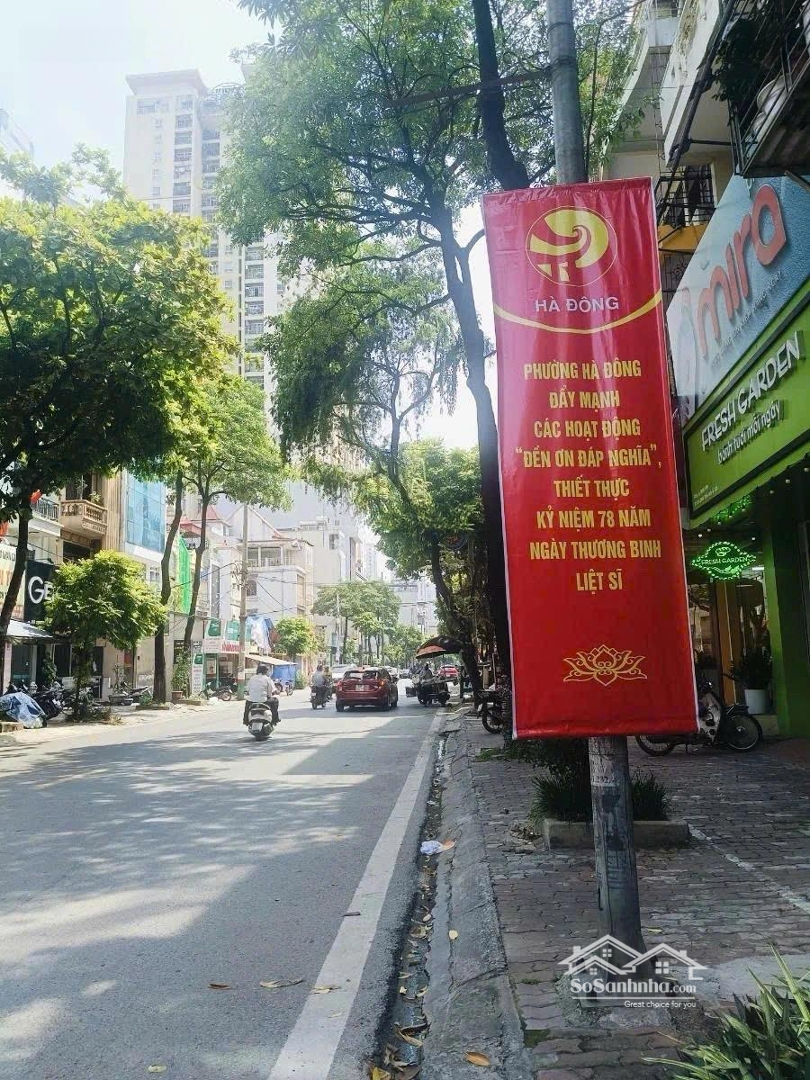 HÀ ĐÔNG
PHƯỜNG HÀ ĐÔNG
ĐẨY MẠNH
CÁC HOẠT ĐỘNG
“ĐỀN ƠN ĐÁP NGHĨA”,
THIẾT THỰC
KỶ NIỆM 78 NĂM
NGÀY THƯƠNG BINH
LIỆT SĨ
mira
FRESH GARDEN
bánh tươi mỗi ngày
FRESH GARDEN
GE
SoSanhnha.com
Great choice for you